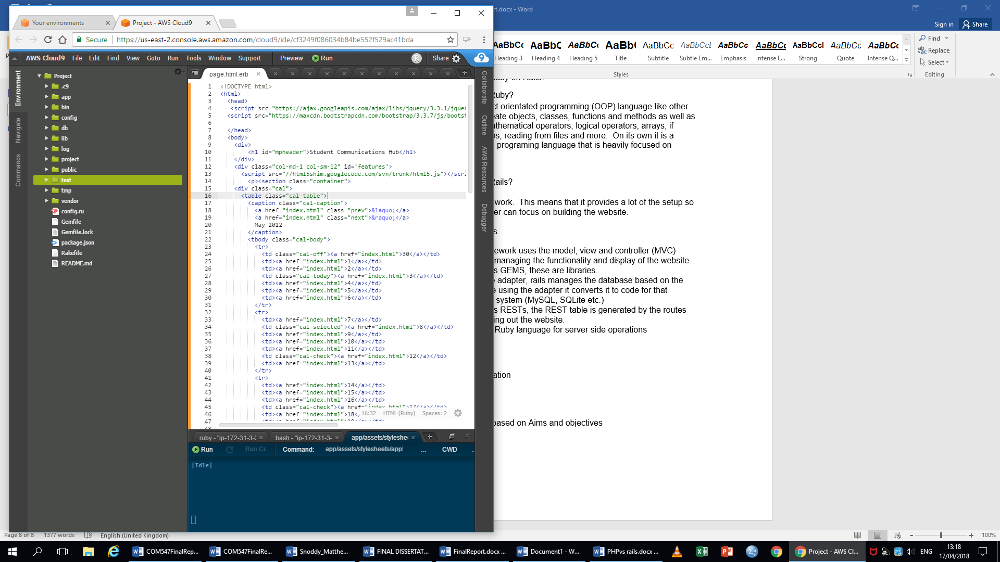 rt.docx - Word
Your environments
Project - AWS Cloud9
Sign in
Share
Secure
https://us-east-2.console.aws.amazon.com/cloud9/ide/cf3249f086034b84be552f529ac41bda
AWS Cloud9 File Edit Find View Goto Run Tools Window Support Preview Run R Share
AaBbCc AaBbC AaBbCc AaBb AaBbCc AaBbCcL AaBbCc AaBbCc AaBbCcl AaBbCc AaBbCc
Heading 3 Heading 4 Heading 5 Title Subtitle Subtle Em... Emphasis Intense E... Strong Quote Intense Q...
Styles
Find
Replace
Select
Editing
Environment
Navigate
Commands
Project
.c9
app
bin
config
db
lib
log
project
public
test
tmp
vendor
config.ru
Gemfile
Gemfile.lock
package.json
Rakefile
README.md
page.html.erb
1 <!DOCTYPE html>
2 <html>
3 <head>
4 <script src="https://ajax.googleapis.com/ajax/libs/jquery/3.3.1/jquer
5 <script src="https://maxcdn.bootstrapcdn.com/bootstrap/3.3.7/js/boots
6
7 </head>
8 <body>
9 <div>
10 <h1 id="mpheader">Student Communications Hub</h1>
11 </div>
12 <div class="col-md-1 col-sm-12" id='features'>
13 <script src="//html5shim.googlecode.com/svn/trunk/html5.js"></scri
14 <p><section class="container">
15 <div class="cal">
16 <table class="cal-table">
17 <caption class="cal-caption">
18 <a href="index.html" class="prev">&laquo;</a>
19 <a href="index.html" class="next">&raquo;</a>
20 May 2012
21 </caption>
22 <tbody class="cal-body">
23 <tr>
24 <td class="cal-off"><a href="index.html">30</a></td>
25 <td><a href="index.html">1</a></td>
26 <td><a href="index.html">2</a></td>
27 <td class="cal-today"><a href="index.html">3</a></td>
28 <td><a href="index.html">4</a></td>
29 <td><a href="index.html">5</a></td>
30 <td><a href="index.html">6</a></td>
31 </tr>
32 <tr>
33 <td><a href="index.html">7</a></td>
34 <td class="cal-selected"><a href="index.html">8</a></td>
35 <td><a href="index.html">9</a></td>
36 <td><a href="index.html">10</a></td>
37 <td><a href="index.html">11</a></td>
38 <td class="cal-check"><a href="index.html">12</a></td>
39 <td><a href="index.html">13</a></td>
40 </tr>
41 <tr>
42 <td><a href="index.html">14</a></td>
43 <td><a href="index.html">15</a></td>
44 <td><a href="index.html">16</a></td>
45 <td class="cal-check"><a href="index.html">17</a></td>
46 <td><a href="index.html">18</
47
16:32 HTML (Ruby) Spaces: 2
Collaborate
Outline
AWS Resources
Debugger
ruby - "ip-172-31-3-2
bash - "ip-172-31-3-
app/assets/styleshee
Run
Command: app/assets/stylesheets/appl ... CWD
[Idle]
Ruby?
ct orientated programming (OOP) language like other
eate objects, classes, functions and methods as well as
athematical operators, logical operators, arrays, if
ps, reading from files and more. On its own it is a
e programing language that is heavily focused on
Rails?
ework. This means that it provides a lot of the setup so
er can focus on building the website.
s
ework uses the model, view and controller (MVC)
managing the functionality and display of the website.
s GEMS, these are libraries.
e adapter, rails manages the database based on the
e using the adapter it converts it to code for that
system (MySQL, SQLite etc.)
s RESTs, the REST table is generated by the routes
ing out the website.
Ruby language for server side operations
ation
based on Aims and objectives
Page 8 of 8 1377 words English (United Kingdom)
100%
COM547FinalRep...
COM547FinalRe...
Snoddy_Matthe...
FINAL DISSERTAT...
FinalReport.docx ...
Document1 - W...
PHPvs rails.docx ...
Project - AWS Cl...
ENG
13:18
17/04/2018